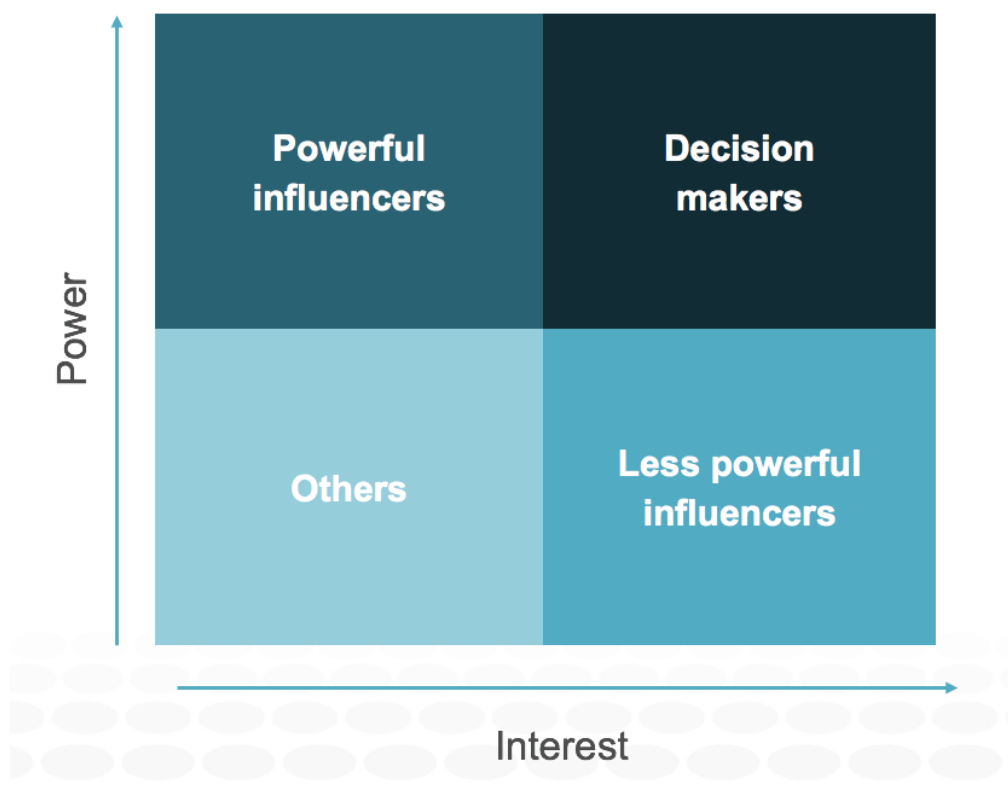 Powerful
influencers
Decision
makers
Power
Others
Less powerful
influencers
Interest